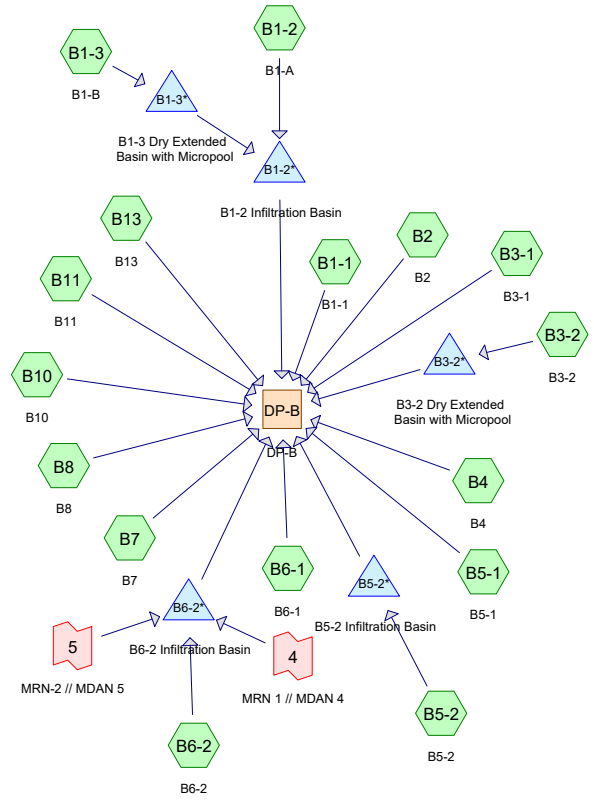 B1-2
B1-A
B1-3
B1-B
B1-3*
B1-3 Dry Extended
Basin with Micropool
B1-2*
B1-2 Infiltration Basin
B13
B13
B2
B2
B1-1
B1-1
B3-1
B3-1
B11
B11
B3-2
B3-2
B3-2*
B3-2 Dry Extended
Basin with Micropool
B10
B10
DP-B
DP-B
B8
B8
B4
B4
B7
B7
B6-1
B6-1
B5-1
B5-1
B5-2*
B5-2 Infiltration Basin
B6-2*
B6-2 Infiltration Basin
5
MRN-2 // MDAN 5
4
MRN 1 // MDAN 4
B5-2
B5-2
B6-2
B6-2